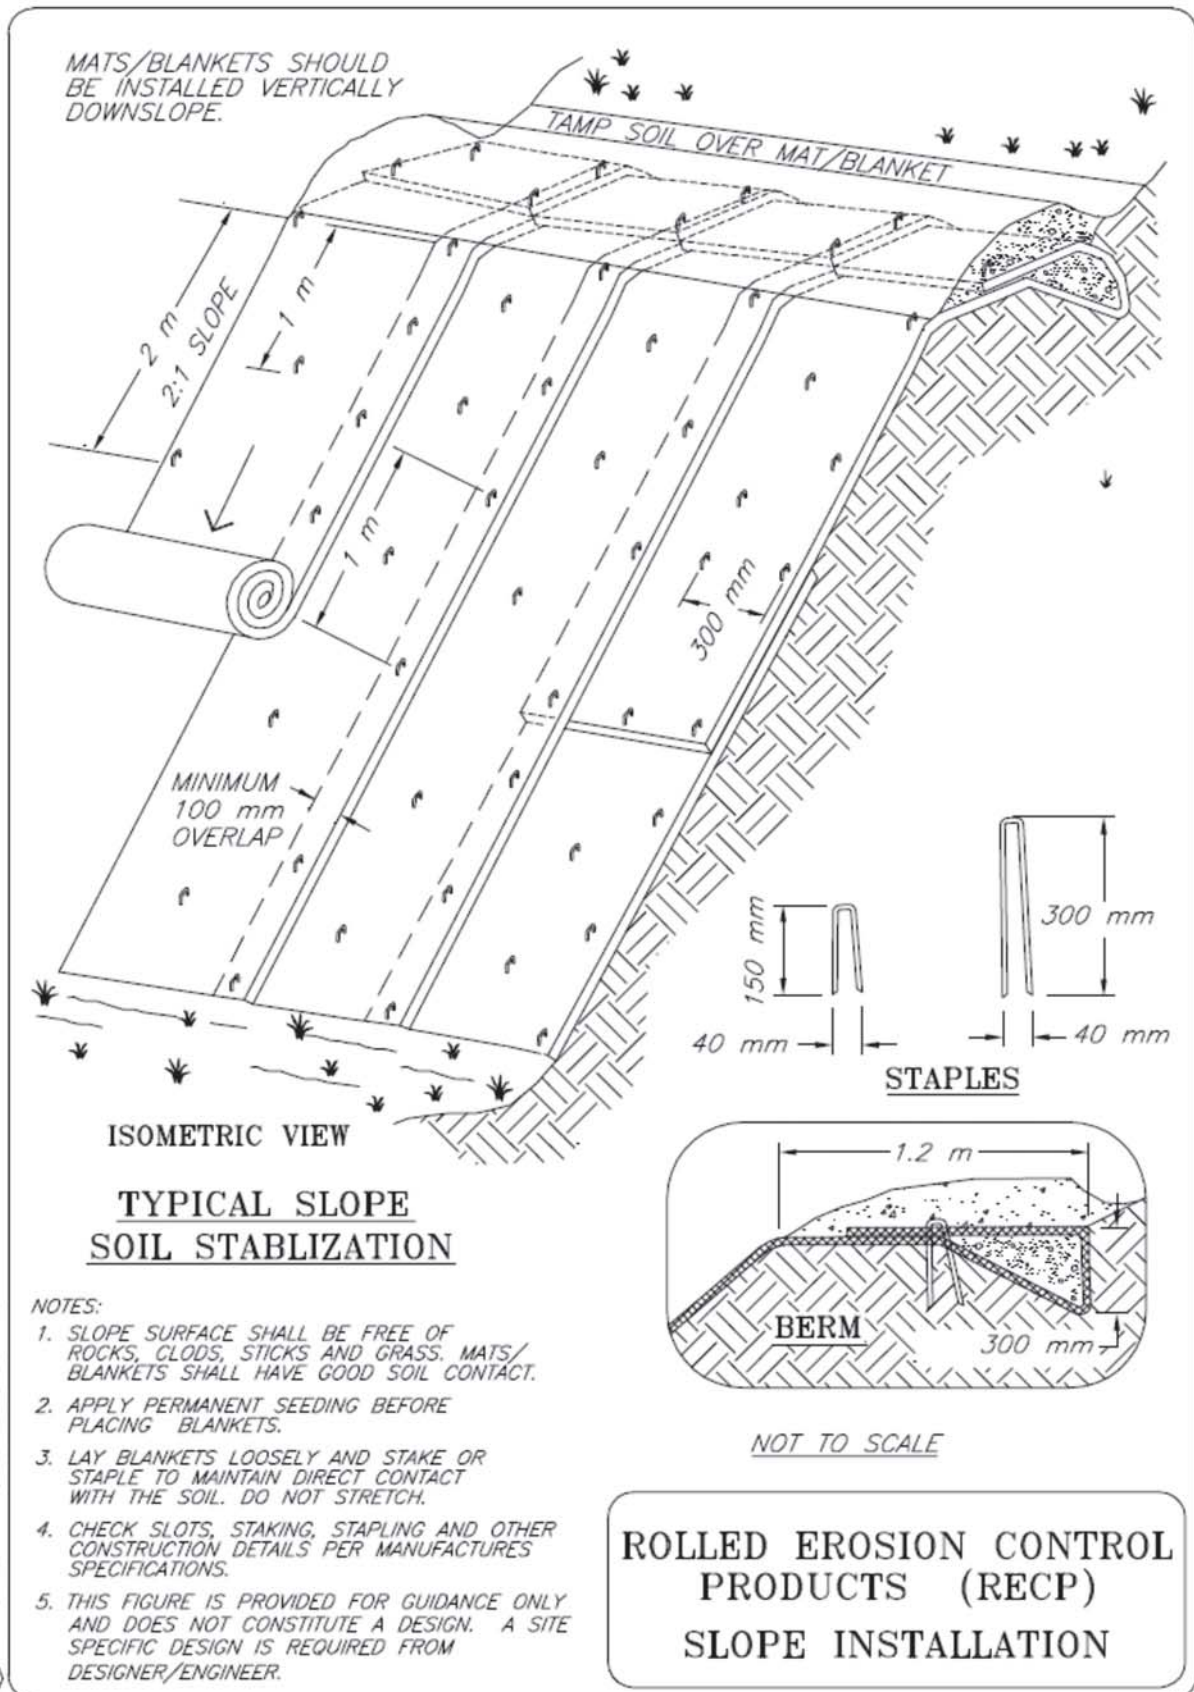 MATS/BLANKETS SHOULD
BE INSTALLED VERTICALLY
DOWNSLOPE.
TAMP SOIL OVER MAT/BLANKET
2 m
2:1 SLOPE
1 m
1 m
300 mm
MINIMUM
100 mm
OVERLAP
150 mm
40 mm
300 mm
40 mm
STAPLES
ISOMETRIC VIEW
TYPICAL SLOPE
SOIL STABLIZATION
1.2 m
BERM
300 mm
NOT TO SCALE
NOTES:
1. SLOPE SURFACE SHALL BE FREE OF
ROCKS, CLODS, STICKS AND GRASS. MATS/
BLANKETS SHALL HAVE GOOD SOIL CONTACT.
2. APPLY PERMANENT SEEDING BEFORE
PLACING BLANKETS.
3. LAY BLANKETS LOOSELY AND STAKE OR
STAPLE TO MAINTAIN DIRECT CONTACT
WITH THE SOIL. DO NOT STRETCH.
4. CHECK SLOTS, STAKING, STAPLING AND OTHER
CONSTRUCTION DETAILS PER MANUFACTURES
SPECIFICATIONS.
5. THIS FIGURE IS PROVIDED FOR GUIDANCE ONLY
AND DOES NOT CONSTITUTE A DESIGN. A SITE
SPECIFIC DESIGN IS REQUIRED FROM
DESIGNER/ENGINEER.
ROLLED EROSION CONTROL
PRODUCTS (RECP)
SLOPE INSTALLATION